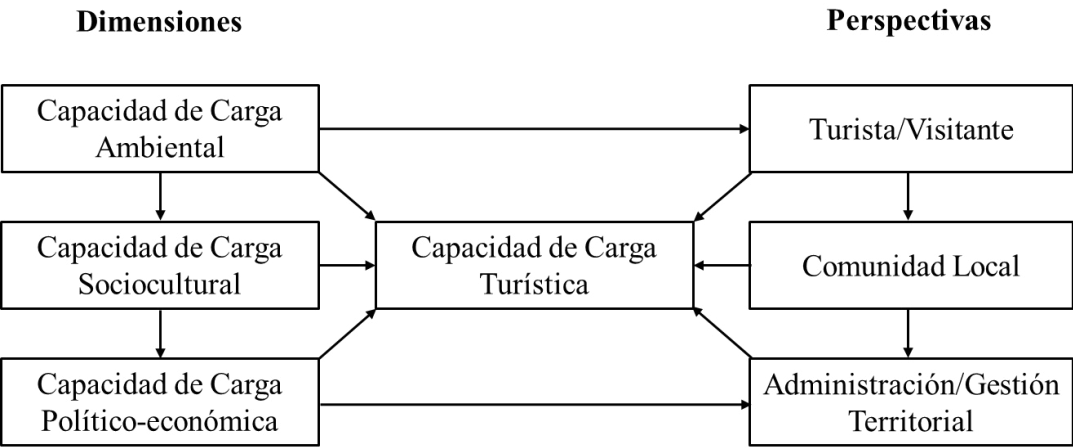 Dimensiones
Perspectivas
Capacidad de Carga
Ambiental
Turista/Visitante
Capacidad de Carga
Sociocultural
Capacidad de Carga
Turística
Comunidad Local
Capacidad de Carga
Político-económica
Administración/Gestión
Territorial